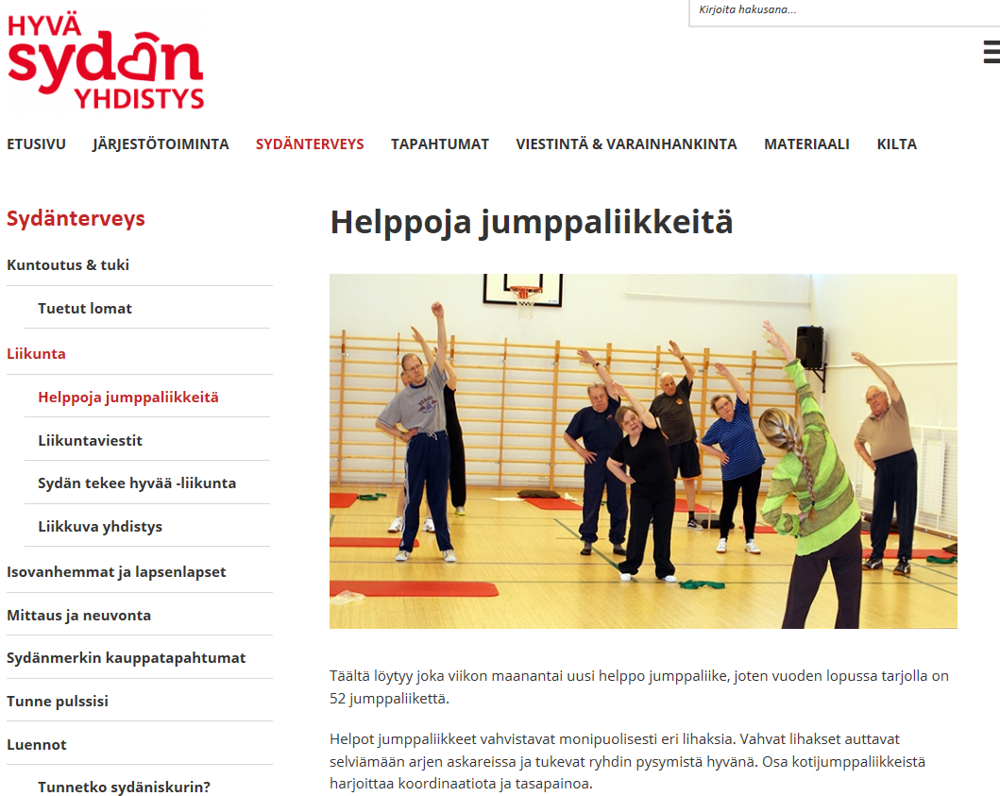 Kirjoita hakusana...
HYVÄ
sydän
YHDISTYS
ETUSIVU JÄRJESTÖTOIMINTA SYDÄNTERVEYS TAPAHTUMAT VIESTINTÄ & VARAINHANKINTA MATERIAALI KILTA
Sydänterveys
Kuntoutus & tuki
Tuetut lomat
Liikunta
Helppoja jumppaliikkeitä
Liikuntaviestit
Sydän tekee hyvää -liikunta
Liikkuva yhdistys
Isovanhemmat ja lapsenlapset
Mittaus ja neuvonta
Sydänmerkin kauppatapahtumat
Tunne pulssisi
Luennot
Tunnetko sydäniskurin?
Helppoja jumppaliikkeitä
Täältä löytyy joka viikon maanantai uusi helppo jumppaliike, joten vuoden lopussa tarjolla on
52 jumppaliikettä.
Helpot jumppaliikkeet vahvistavat monipuolisesti eri lihaksia. Vahvat lihakset auttavat
selviämään arjen askareissa ja tukevat ryhdin pysymistä hyvänä. Osa kotijumppaliikkeistä
harjoittaa koordinaatiota ja tasapainoa.